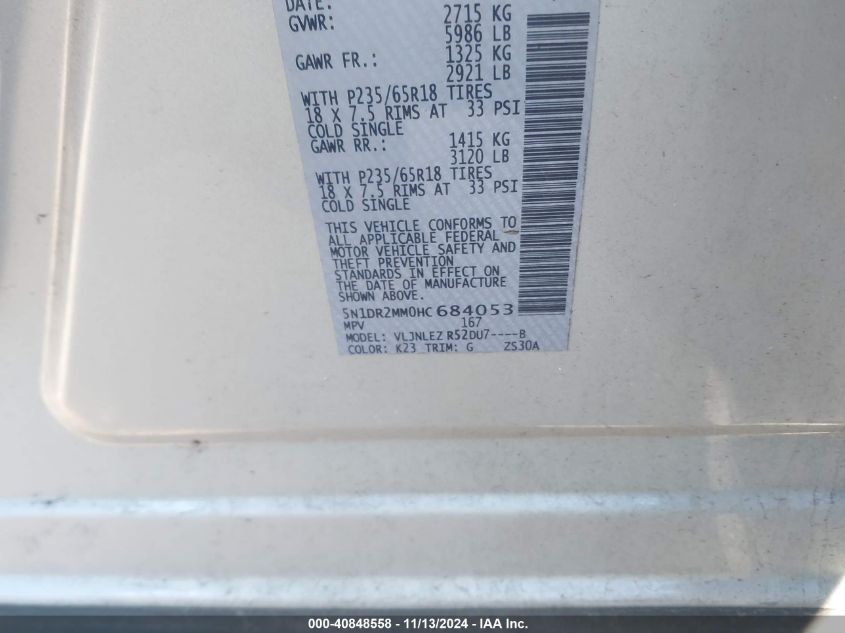 DATE:
GVWR: 2715 KG
5986 LB
GAWR FR.: 1325 KG
2921 LB
WITH P235/65R18 TIRES
18 X 7.5 RIMS AT 33 PSI
COLD SINGLE
GAWR RR.: 1415 KG
3120 LB
WITH P235/65R18 TIRES
18 X 7.5 RIMS AT 33 PSI
COLD SINGLE
THIS VEHICLE CONFORMS TO
ALL APPLICABLE FEDERAL
MOTOR VEHICLE SAFETY AND
THEFT PREVENTION
STANDARDS IN EFFECT ON
THE DATE OF MANUFACTURE
SHOWN ABOVE.
5N1DR2MM0HC684053
MPV 167
MODEL: VLJNLEZ R52DU7----B
COLOR: K23 TRIM: G ZS30A
000-40848558 - 11/13/2024 - IAA Inc.